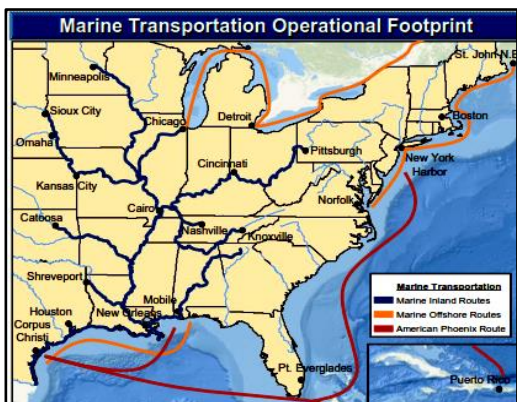 Marine Transportation Operational Footprint
Minneapolis
St. John N.B
Sioux City
Chicago
Detroit
Boston
Omaha
Pittsburgh
Cincinnati
New York
Harbor
Kansas City
Norfolk
Cairo
Catoosa
Nashville
Knoxville
Shreveport
Mobile
New Orleans
Houston
Corpus
Christi
Pt. Everglades
Marine Transportation
Marine Inland Routes
Marine Offshore Routes
American Phoenix Route
Puerto Rico